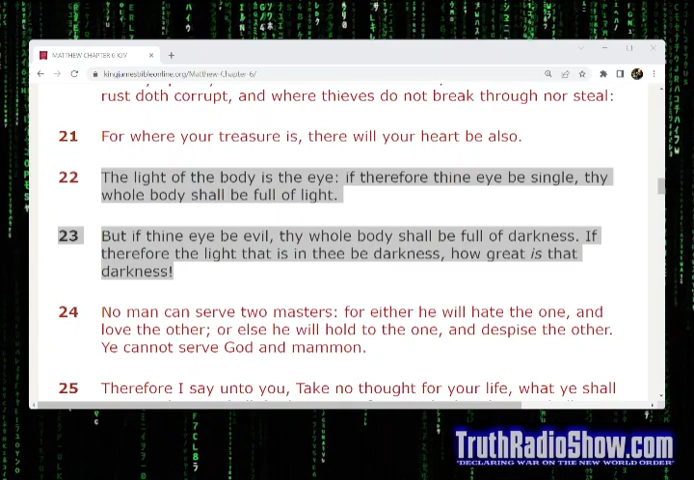 MATTHEW CHAPTER 6 KJV
kingjamesbibleonline.org/Matthew-Chapter-6/
rust doth corrupt, and where thieves do not break through nor steal:
21 For where your treasure is, there will your heart be also.
22 The light of the body is the eye: if therefore thine eye be single, thy
whole body shall be full of light.
23 But if thine eye be evil, thy whole body shall be full of darkness. If
therefore the light that is in thee be darkness, how great is that
darkness!
24 No man can serve two masters: for either he will hate the one, and
love the other; or else he will hold to the one, and despise the other.
Ye cannot serve God and mammon.
25 Therefore I say unto you, Take no thought for your life, what ye shall
TruthRadioShow.com
"DECLARING WAR ON THE NEW WORLD ORDER"